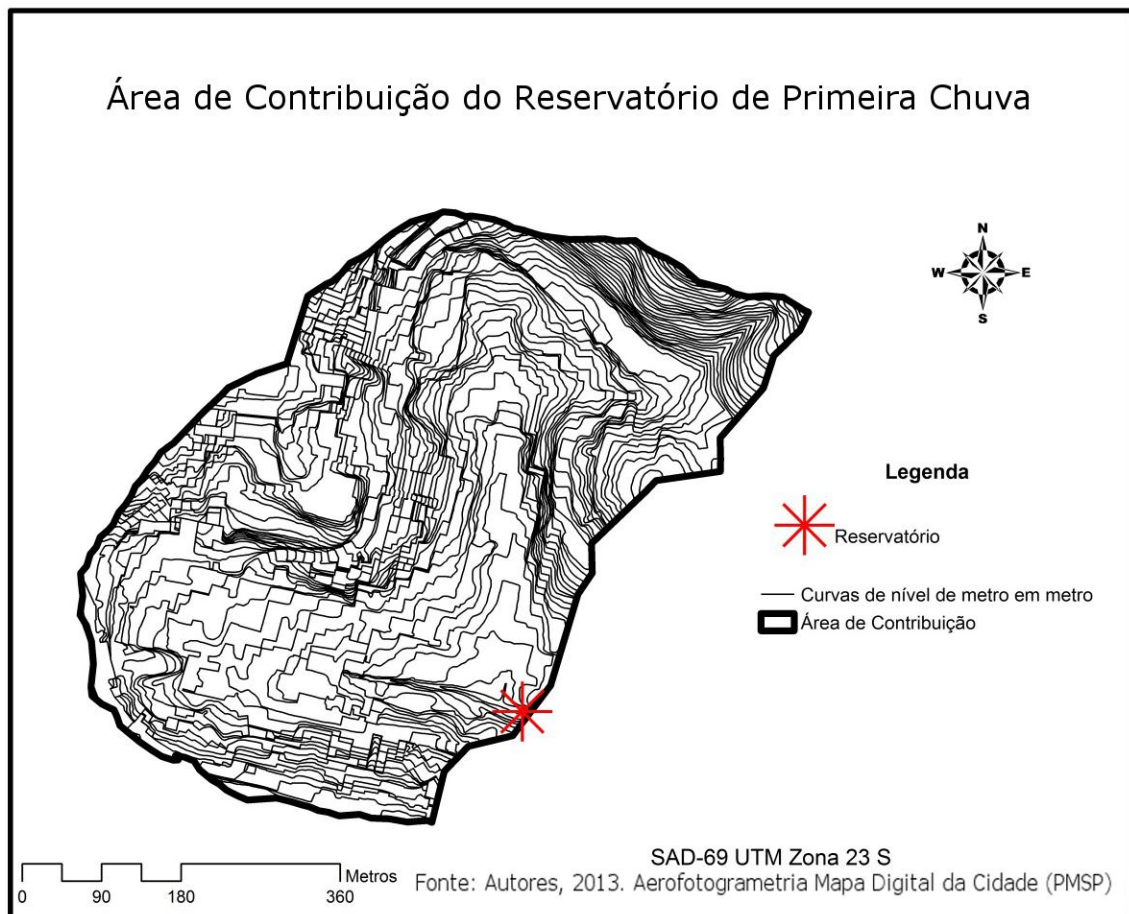 Área de Contribuição do Reservatório de Primeira Chuva
N
W E
S
Legenda
Reservatório
Curvas de nível de metro em metro
Área de Contribuição
SAD-69 UTM Zona 23 S
Metros
0 90 180 360
Fonte: Autores, 2013. Aerofotogrametria Mapa Digital da Cidade (PMSP)